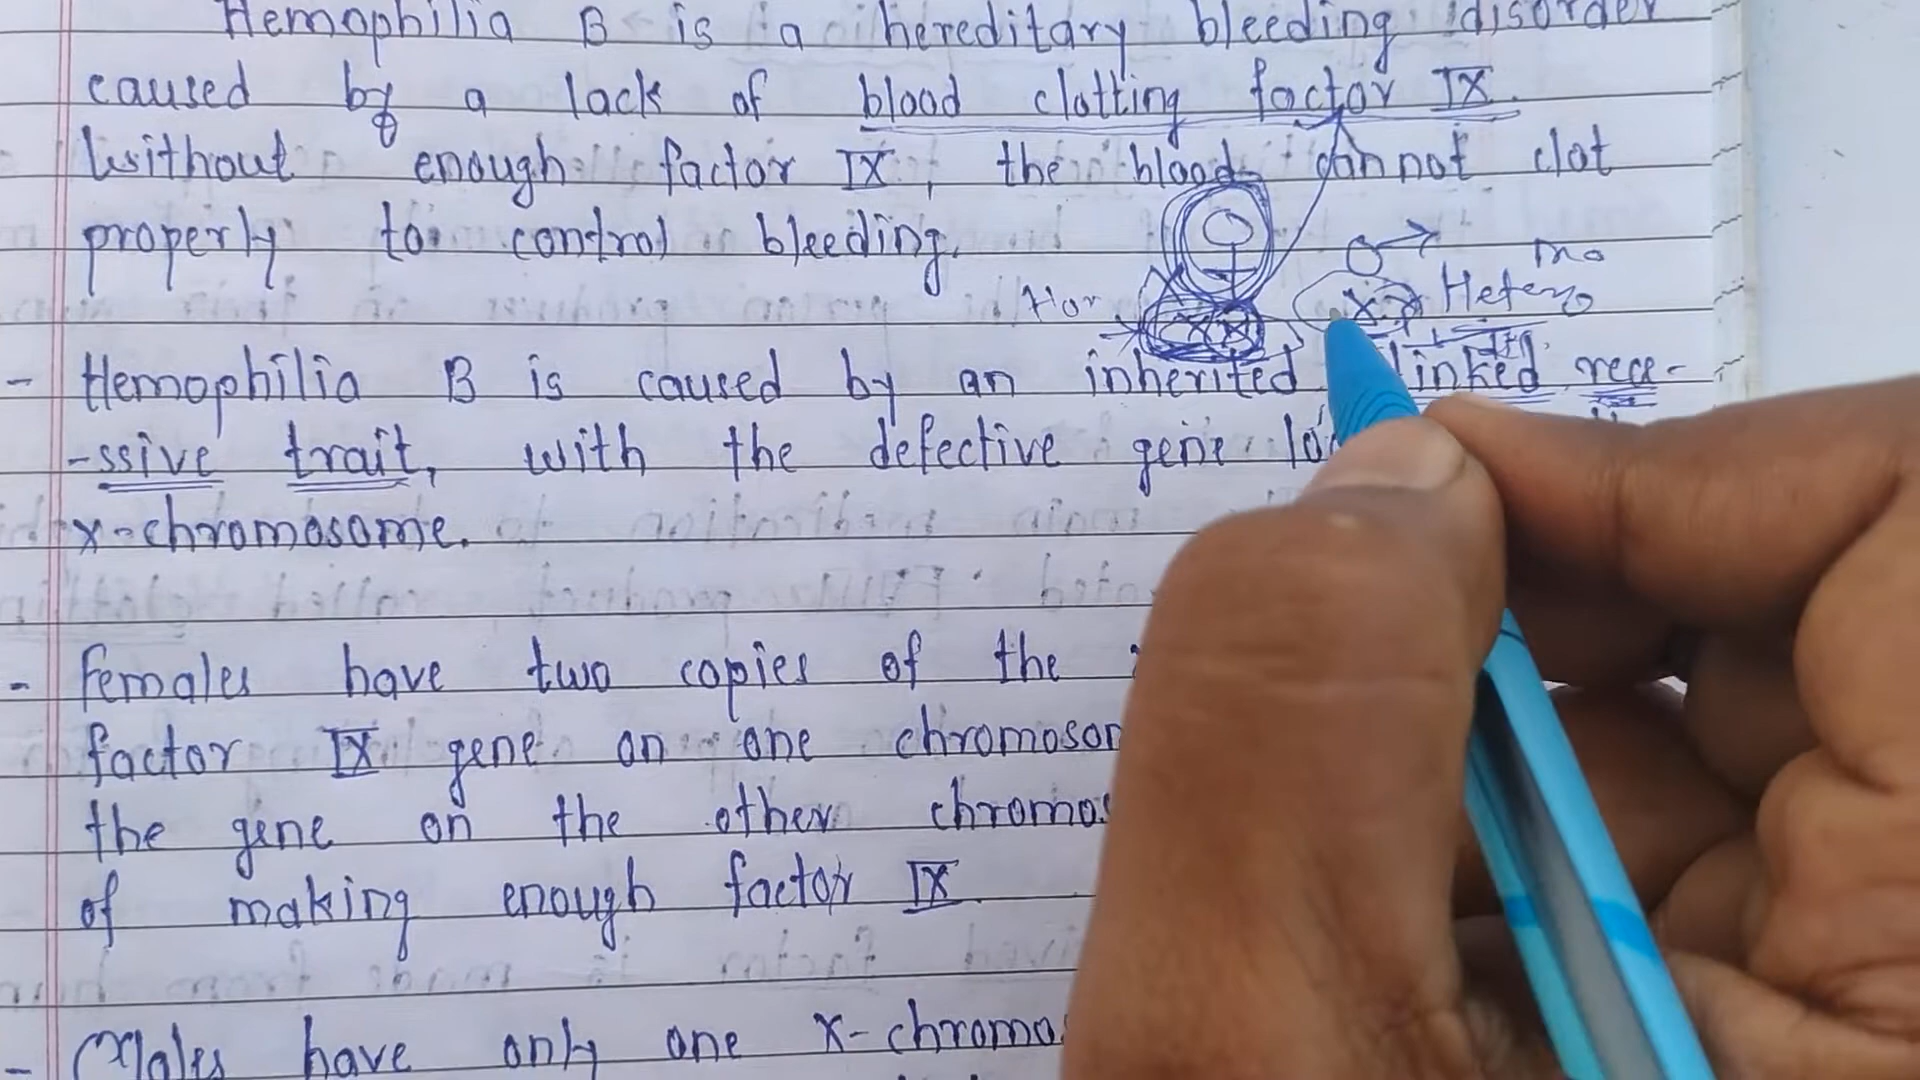 Hemophilia B is a hereditary bleeding disorder
caused by a lack of blood clotting factor IX.
Without enough factor IX, the blood cannot clot
properly to control bleeding.
Hetero
- Hemophilia B is caused by an inherited linked rece-
-ssive trait, with the defective gene
x-chromosome.
- Females have two copies of the
factor IX gene on one
the gene on the other
of making enough factor IX
- Males have only one x-